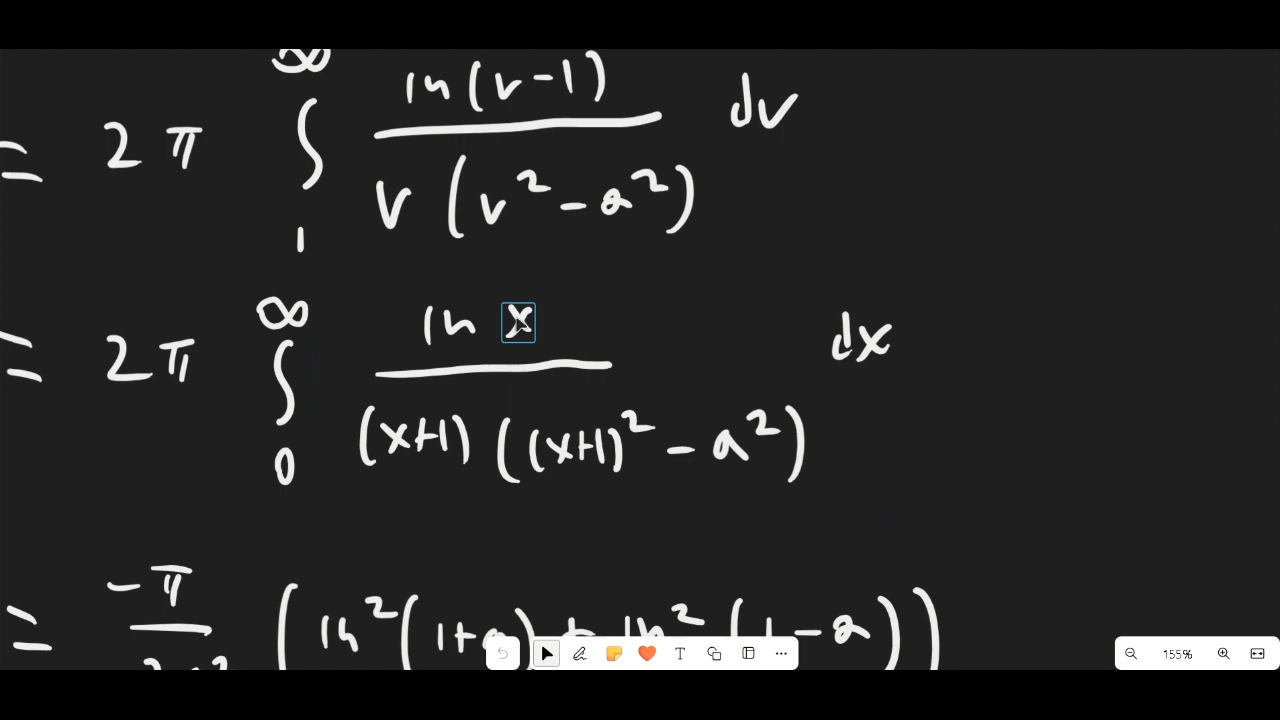 = 2π ∫₁^∞ ln(v-1) / v(v²-a²) dv
= 2π ∫₀^∞ ln x / (x+1)((x+1)²-a²) dx
= -π / ( ln²(1+a) + ln²(1-a) )
155%